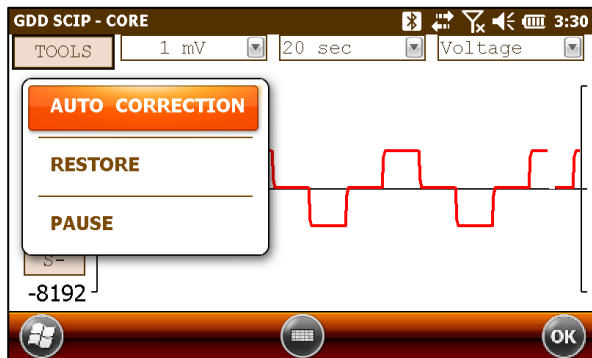 GDD SCIP - CORE 3:30
TOOLS 1 mV 20 sec Voltage
AUTO CORRECTION
RESTORE
PAUSE
S-
-8192
OK